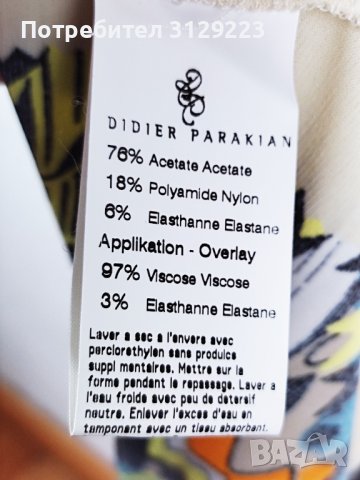 Потребител 3129223
DIDIER PARAKIAN
76% Acetate Acetate
18% Polyamide Nylon
6% Elasthanne Elastane
Applikation - Overlay
97% Viscose Viscose
3% Elasthanne Elastane
Laver a sec a l'envers avec
perclorethylen sans produics
suppl mentaires. Mettre sur la
forme pendant le repassage. Laver a
l'eau froide avec peu de detersif
neutre. Enlever l'exces d'eau en
tamponant avec un tissu absorbant.
bazar